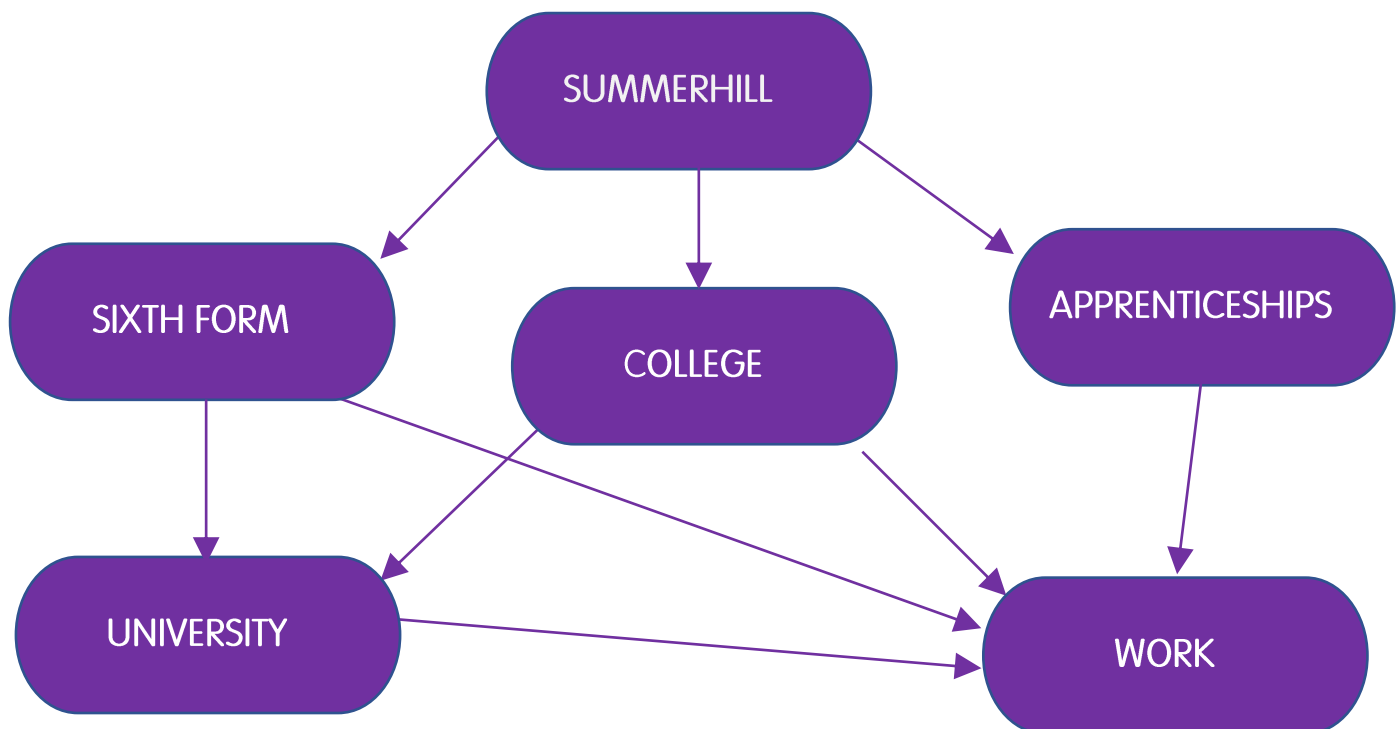 SUMMERHILL
SIXTH FORM
COLLEGE
APPRENTICESHIPS
UNIVERSITY
WORK